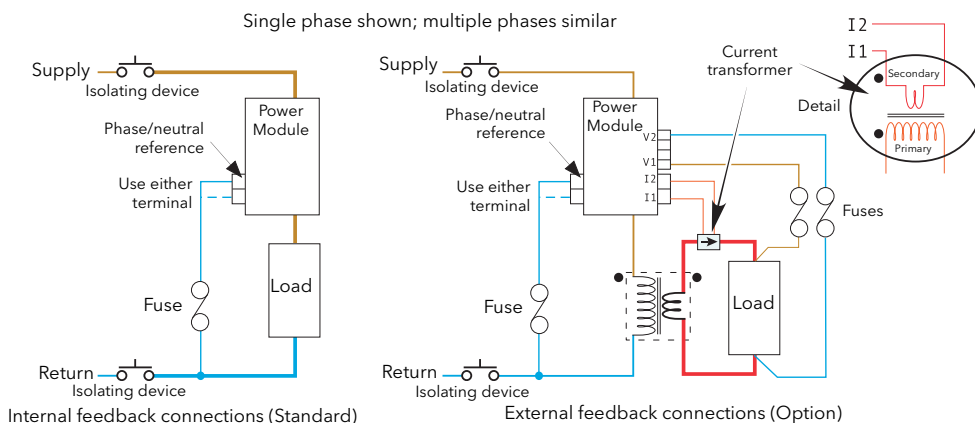 Single phase shown; multiple phases similar
Supply
Isolating device
Power
Module
Phase/neutral
reference
Use either
terminal
Fuse
Load
Return
Isolating device
Internal feedback connections (Standard)
Supply
Isolating device
Power
Module
Phase/neutral
reference
Use either
terminal
V2
V1
I2
I1
Current
transformer
Fuses
Fuse
Load
Return
Isolating device
External feedback connections (Option)
I2
I1
Secondary
Detail
Primary